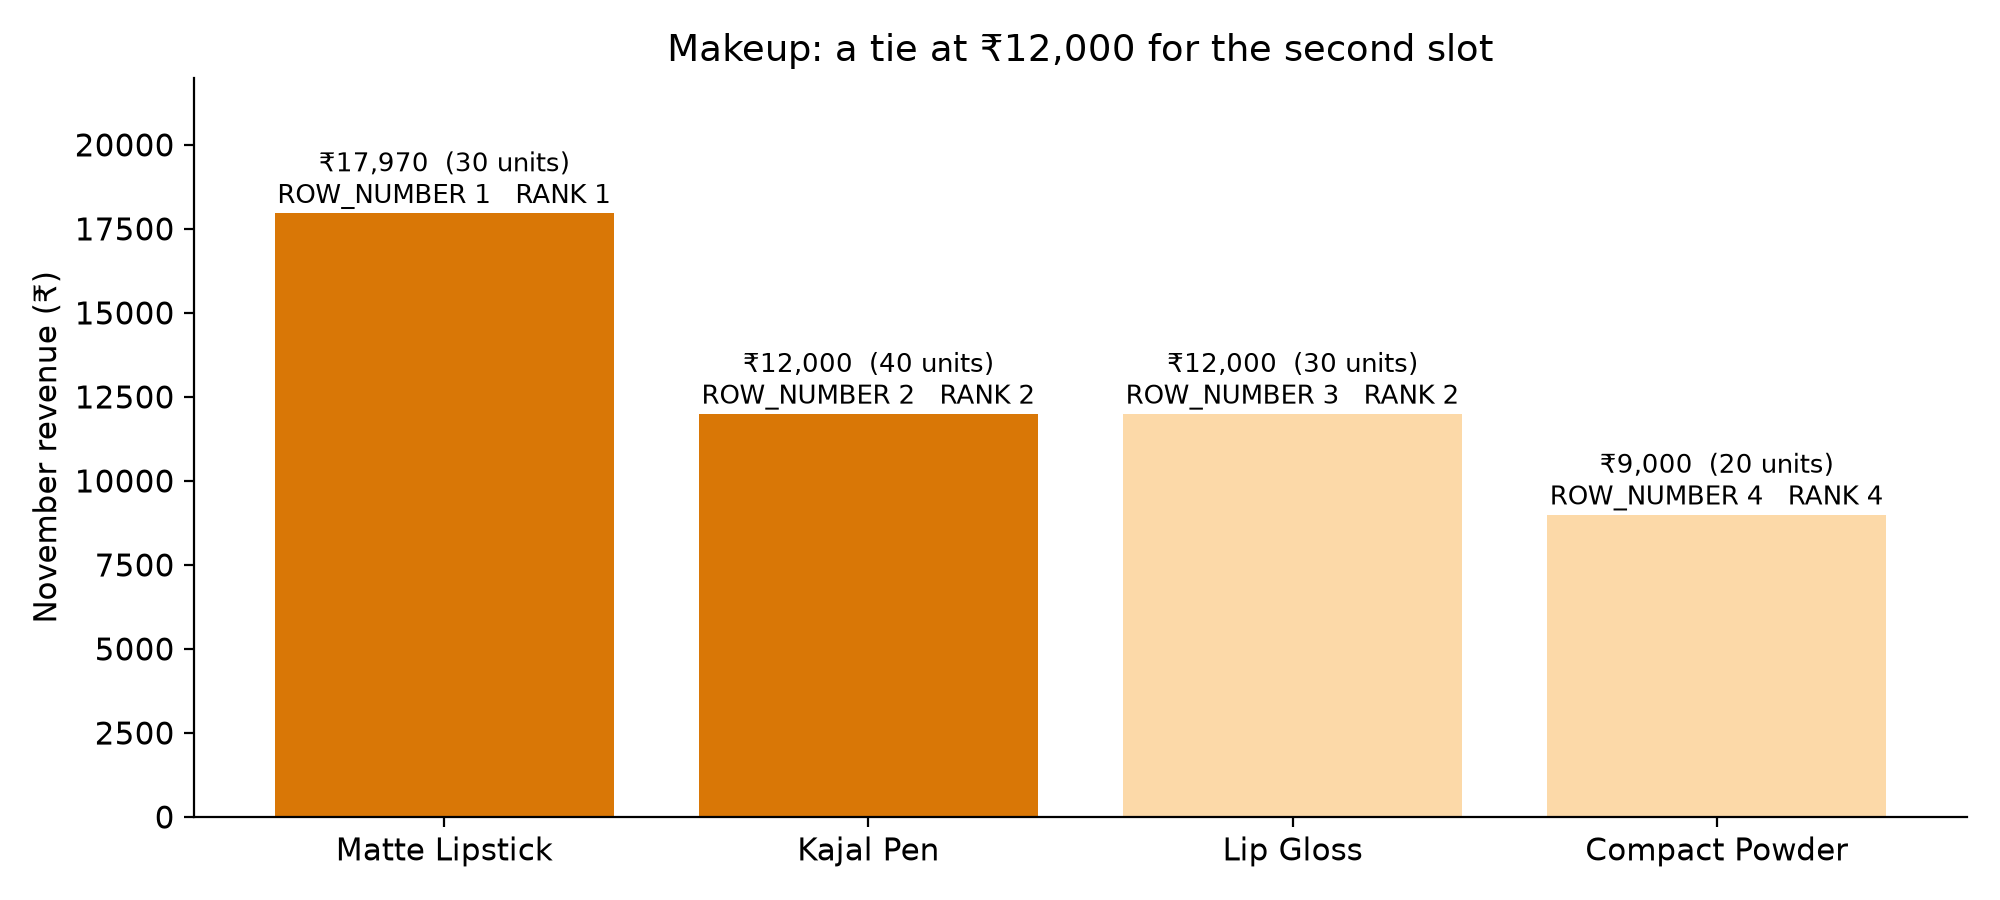 Makeup: a tie at ₹12,000 for the second slot
November revenue (₹)
20000
17500
15000
12500
10000
7500
5000
2500
0
₹17,970  (30 units)
ROW_NUMBER 1   RANK 1
₹12,000  (40 units)
ROW_NUMBER 2   RANK 2
₹12,000  (30 units)
ROW_NUMBER 3   RANK 2
₹9,000  (20 units)
ROW_NUMBER 4   RANK 4
Matte Lipstick
Kajal Pen
Lip Gloss
Compact Powder